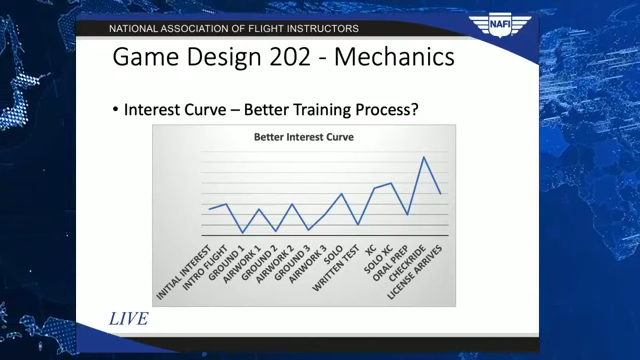 NATIONAL ASSOCIATION OF FLIGHT INSTRUCTORS
NAFI
Game Design 202 - Mechanics
• Interest Curve – Better Training Process?
Better Interest Curve
INITIAL INTEREST
INTRO FLIGHT
GROUND 1
AIRWORK 1
GROUND 2
AIRWORK 2
GROUND 3
AIRWORK 3
SOLO
WRITTEN TEST
XC
SOLO XC
ORAL PREP
CHECKRIDE
LICENSE ARRIVES
LIVE